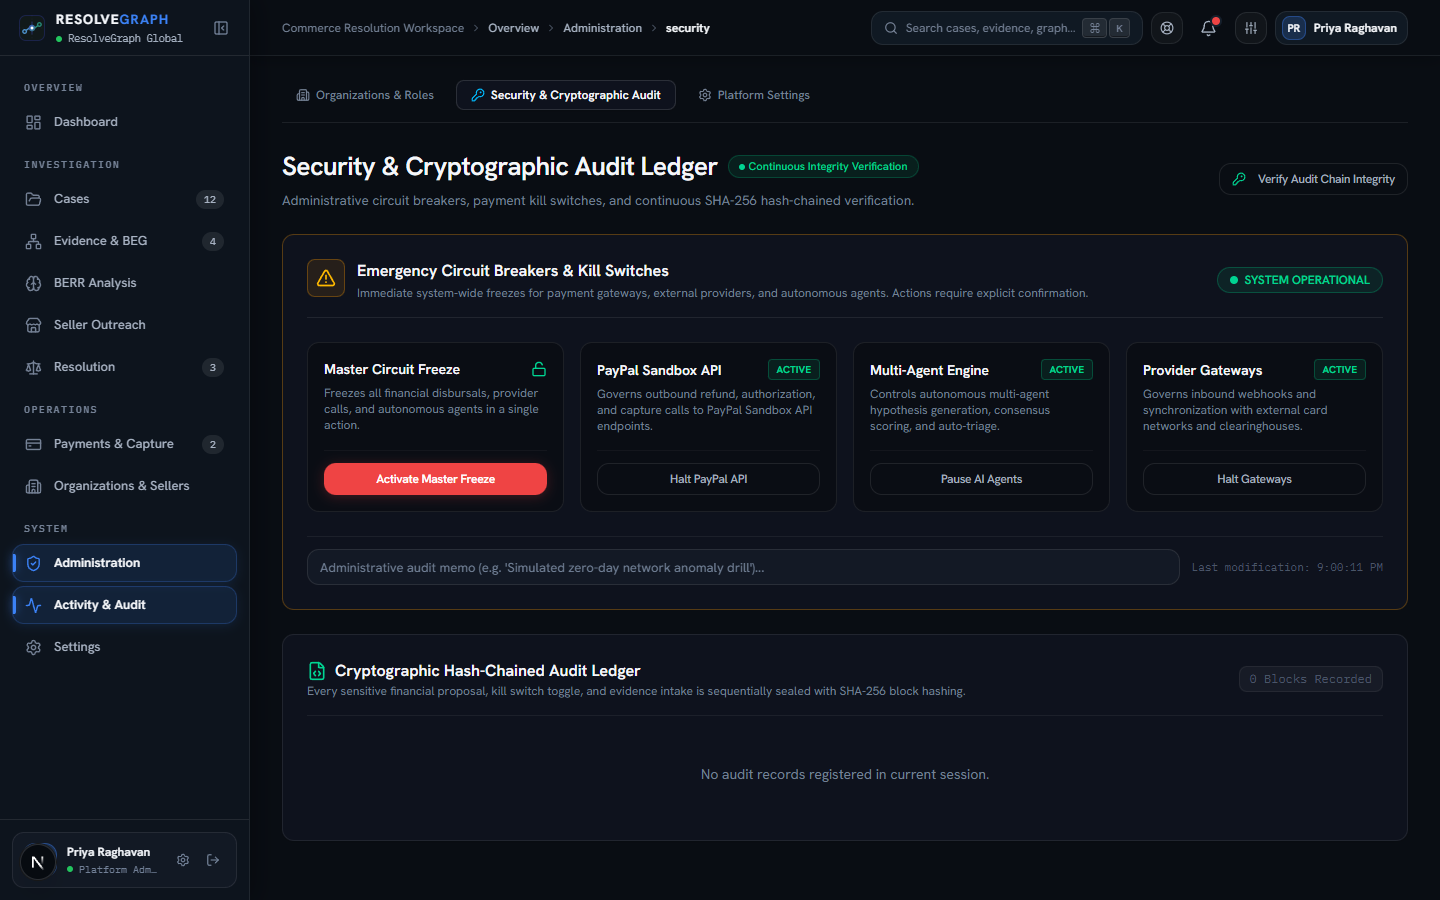 RESOLVEGRAPH
ResolveGraph Global
OVERVIEW
Dashboard
INVESTIGATION
Cases 12
Evidence & BEG 4
BERR Analysis
Seller Outreach
Resolution 3
OPERATIONS
Payments & Capture 2
Organizations & Sellers
SYSTEM
Administration
Activity & Audit
Settings
N
Priya Raghavan
Platform Adm…
Commerce Resolution Workspace > Overview > Administration > security
Search cases, evidence, graph... ⌘ K
PR Priya Raghavan
Organizations & Roles
Security & Cryptographic Audit
Platform Settings
Security & Cryptographic Audit Ledger
Continuous Integrity Verification
Administrative circuit breakers, payment kill switches, and continuous SHA-256 hash-chained verification.
Verify Audit Chain Integrity
Emergency Circuit Breakers & Kill Switches
Immediate system-wide freezes for payment gateways, external providers, and autonomous agents. Actions require explicit confirmation.
SYSTEM OPERATIONAL
Master Circuit Freeze
Freezes all financial disbursals, provider
calls, and autonomous agents in a single
action.
Activate Master Freeze
PayPal Sandbox API ACTIVE
Governs outbound refund, authorization,
and capture calls to PayPal Sandbox API
endpoints.
Halt PayPal API
Multi-Agent Engine ACTIVE
Controls autonomous multi-agent
hypothesis generation, consensus
scoring, and auto-triage.
Pause AI Agents
Provider Gateways ACTIVE
Governs inbound webhooks and
synchronization with external card
networks and clearinghouses.
Halt Gateways
Administrative audit memo (e.g. 'Simulated zero-day network anomaly drill')...
Last modification: 9:00:11 PM
Cryptographic Hash-Chained Audit Ledger
Every sensitive financial proposal, kill switch toggle, and evidence intake is sequentially sealed with SHA-256 block hashing.
0 Blocks Recorded
No audit records registered in current session.